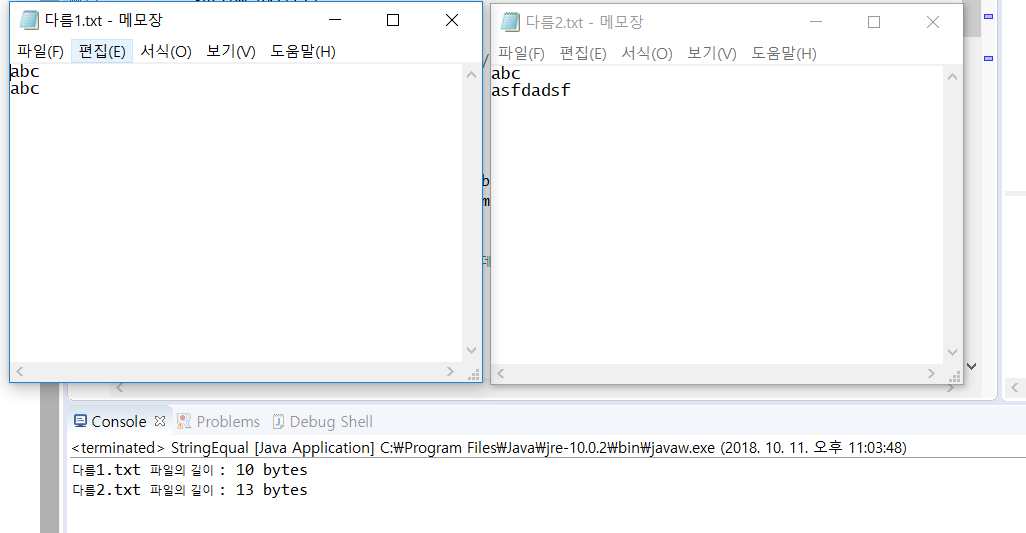 다름1.txt - 메모장
파일(F) 편집(E) 서식(O) 보기(V) 도움말(H)
abc
abc
다름2.txt - 메모장
파일(F) 편집(E) 서식(O) 보기(V) 도움말(H)
abc
asfdadsf
Console Problems Debug Shell
<terminated> StringEqual [Java Application] C:₩Program Files₩Java₩jre-10.0.2₩bin₩javaw.exe (2018. 10. 11. 오후 11:03:48)
다름1.txt 파일의 길이 : 10 bytes
다름2.txt 파일의 길이 : 13 bytes